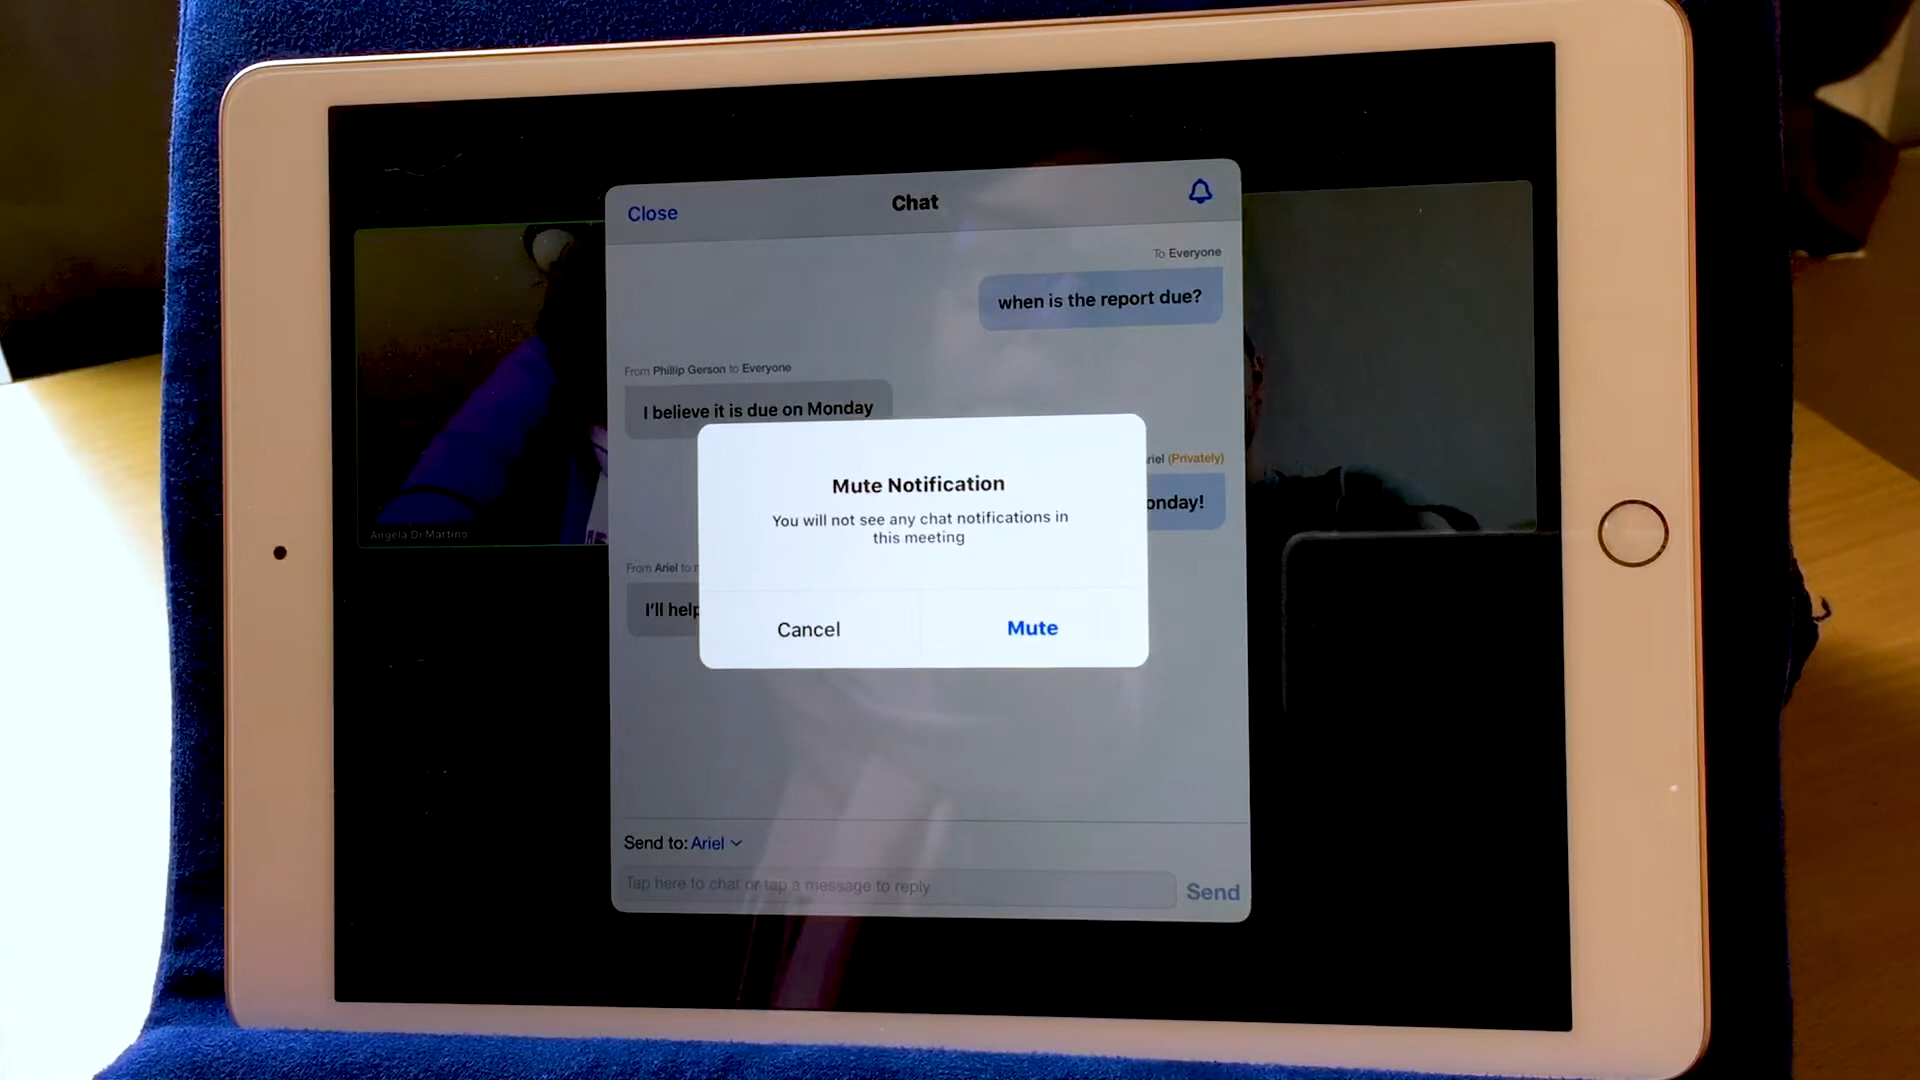 Close
Chat
To Everyone
when is the report due?
From Phillip Gerson to Everyone
I believe it is due on Monday
(Privately)
Mute Notification
You will not see any chat notifications in
this meeting
From Ariel to
I'll help
Cancel
Mute
Angela Di Martino
Send to: Ariel
Tap here to chat or tap a message to reply
Send